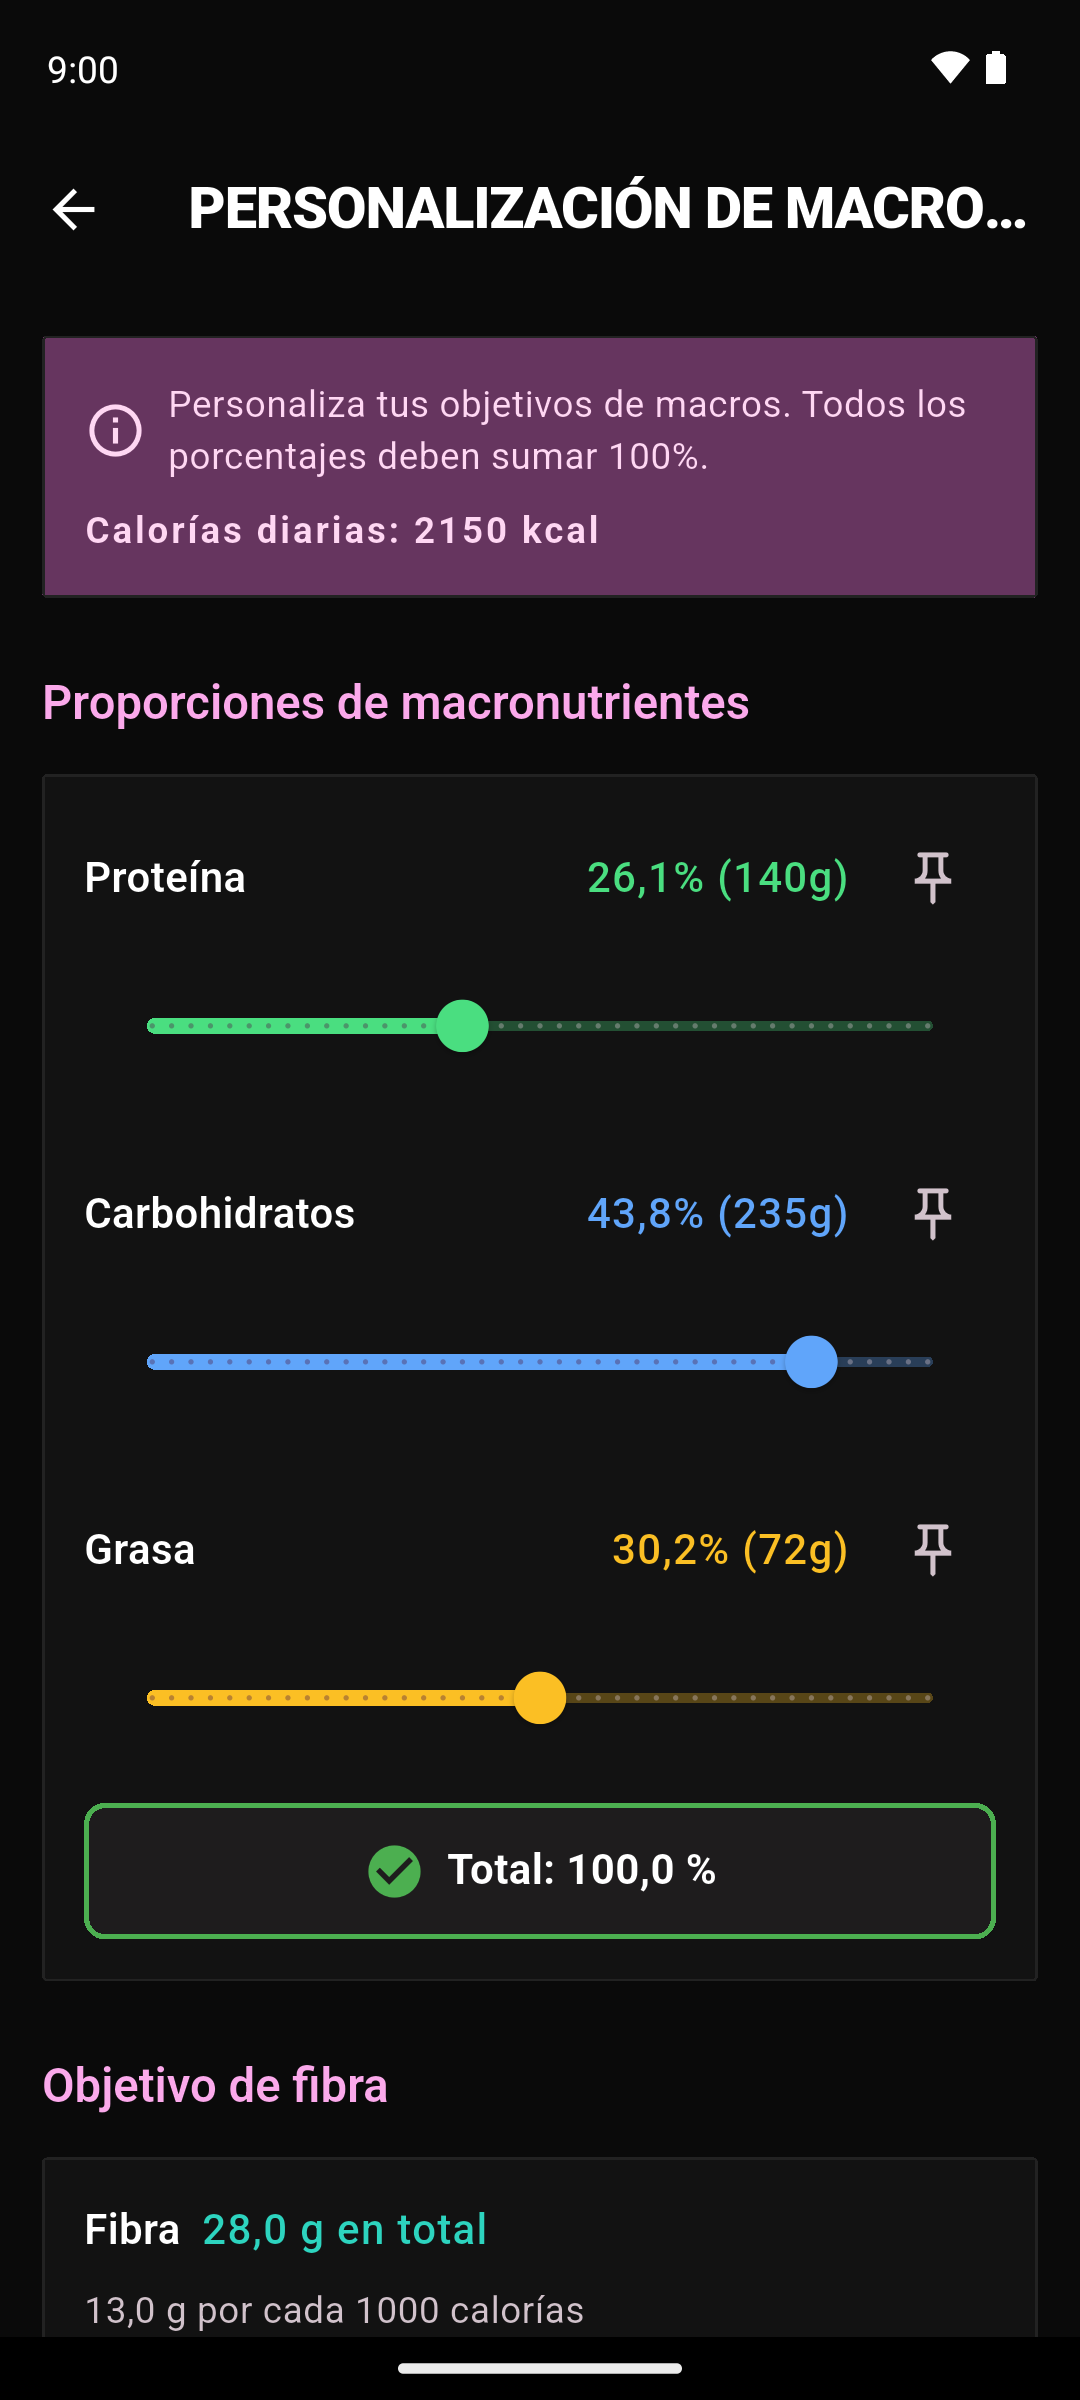 9:00
PERSONALIZACIÓN DE MACRO...
Personaliza tus objetivos de macros. Todos los
porcentajes deben sumar 100%.
Calorías diarias: 2150 kcal
Proporciones de macronutrientes
Proteína 26,1% (140g)
Carbohidratos 43,8% (235g)
Grasa 30,2% (72g)
Total: 100,0 %
Objetivo de fibra
Fibra 28,0 g en total
13,0 g por cada 1000 calorías